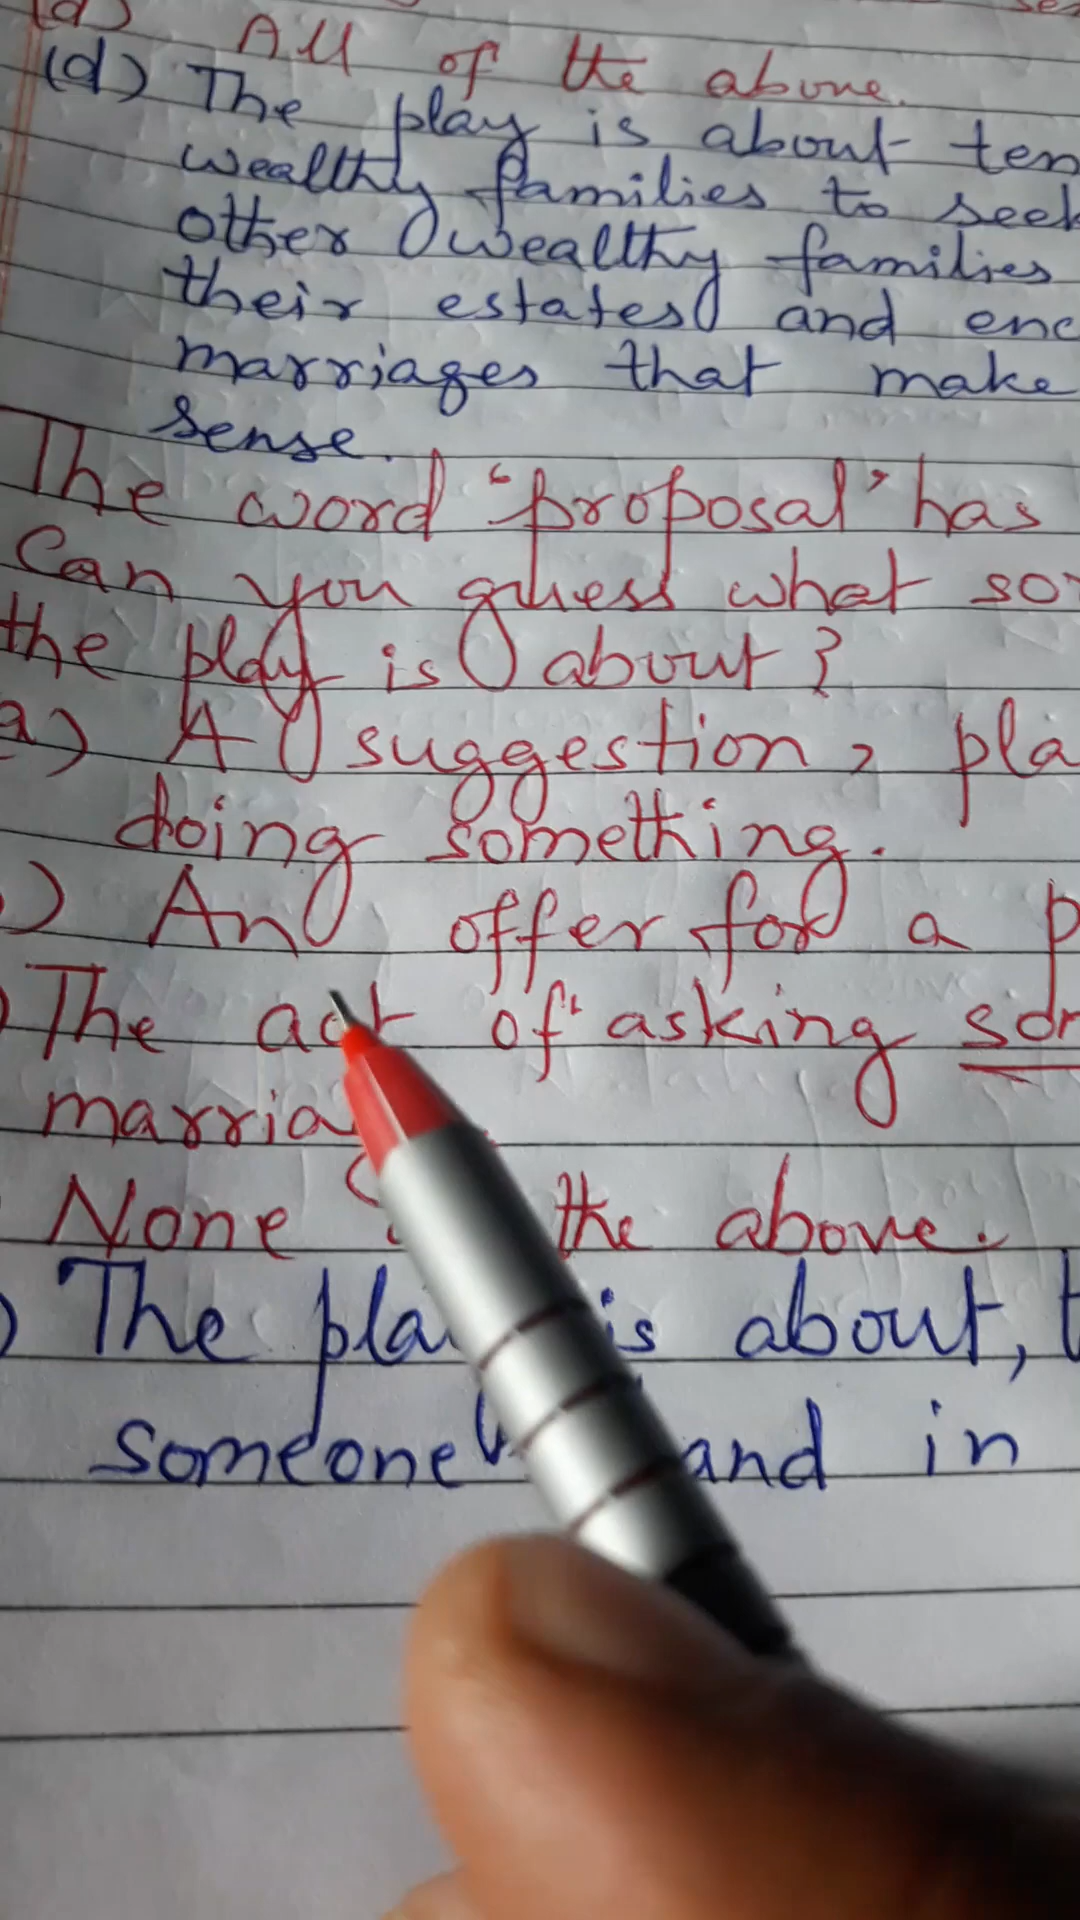 (d) All of the above.
(d) The play is about ten
wealthy families to seek
other wealthy families
their estates and enc
marriages that make
sense.
The word 'proposal' has
Can you guess what so
the play is about?
a) A suggestion, pla
doing something.
) An offer for a p
) The act of asking som
marria
None the above.
) The pla is about, t
someone and in